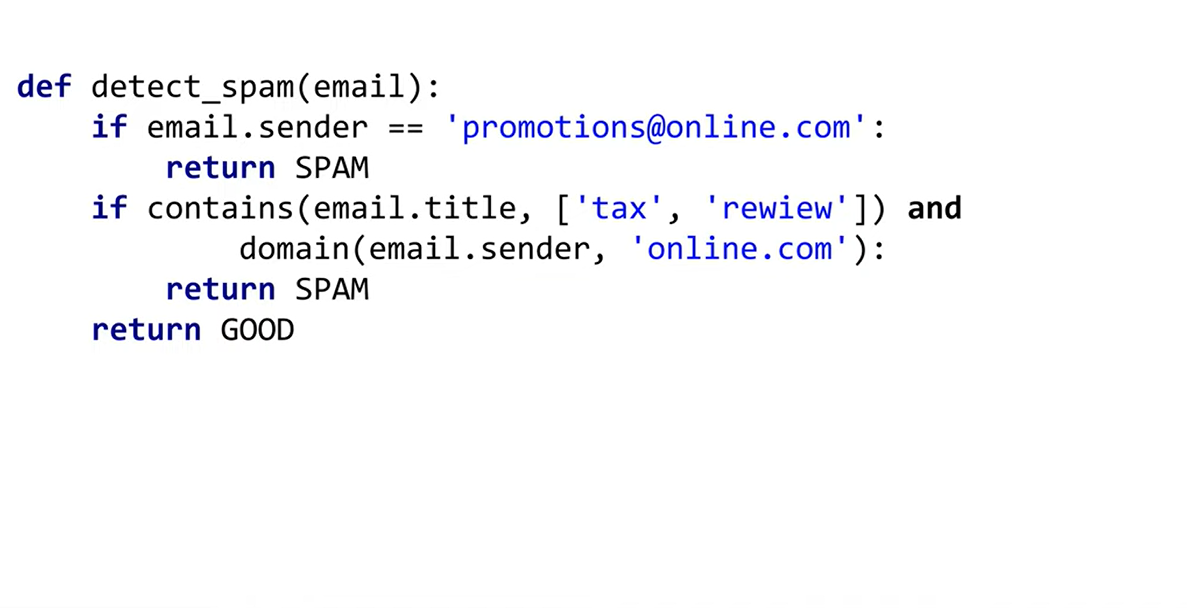 def detect_spam(email):
    if email.sender == 'promotions@online.com':
        return SPAM
    if contains(email.title, ['tax', 'rewiew']) and
            domain(email.sender, 'online.com'):
        return SPAM
    return GOOD